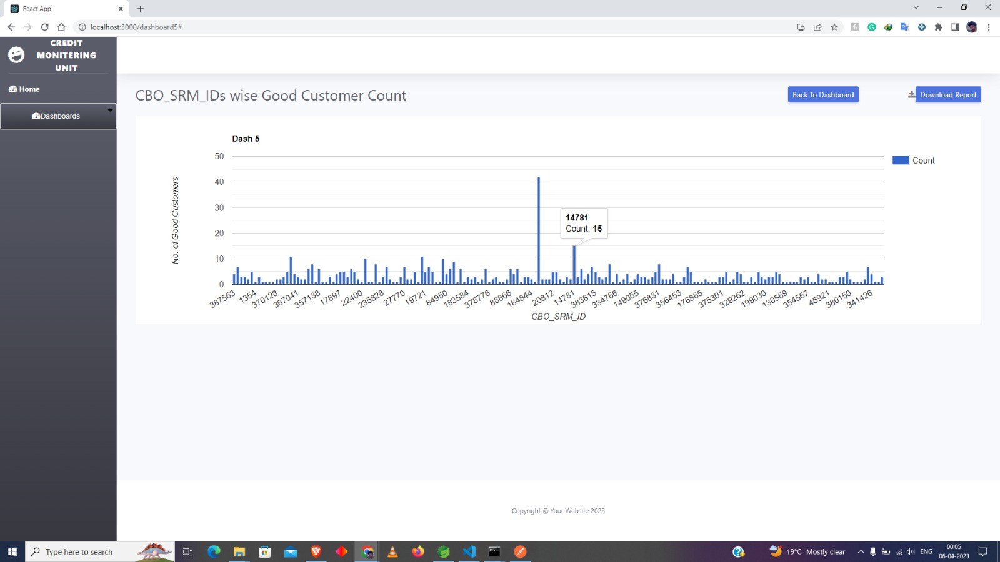 React App
localhost:3000/dashboard5#
CREDIT
MONITERING
UNIT
Home
Dashboards
CBO_SRM_IDs wise Good Customer Count
Back To Dashboard
Download Report
Dash 5
50
40
30
20
10
0
No. of Good Customers
Count
14781
Count: 15
387563 1354 370128 367041 357138 17897 22400 235828 27770 19721 84950 183584 378776 88866 164844 20812 14781 383615 334766 149055 376831 356453 176865 375301 329262 199030 130569 354567 45921 380150 341426
CBO_SRM_ID
Copyright © Your Website 2023
Type here to search
19°C Mostly clear
ENG
00:05
06-04-2023